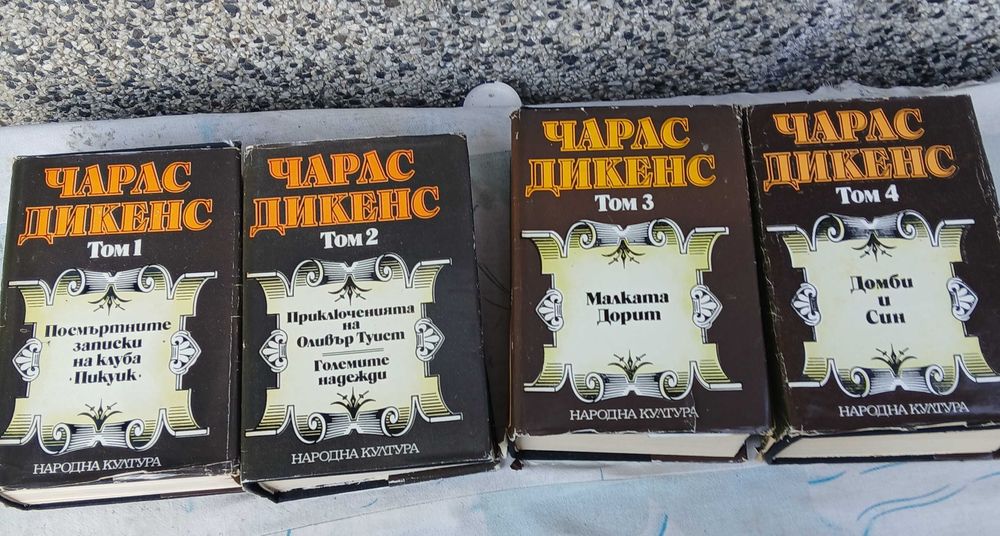 ЧАРЛС
ДИКЕНС
Том 1
Посмъртните
записки
на клуба
·Пикуик·
НАРОДНА КУЛТУРА
ЧАРЛС
ДИКЕНС
Том 2
Приключенията
на
Оливър Туист
Големите
надежди
НАРОДНА КУЛТУРА
ЧАРЛС
ДИКЕНС
Том 3
Малката
Дорит
НАРОДНА КУЛТУРА
ЧАРЛС
ДИКЕНС
Том 4
Домби
и
Син
НАРОДНА КУЛТУРА